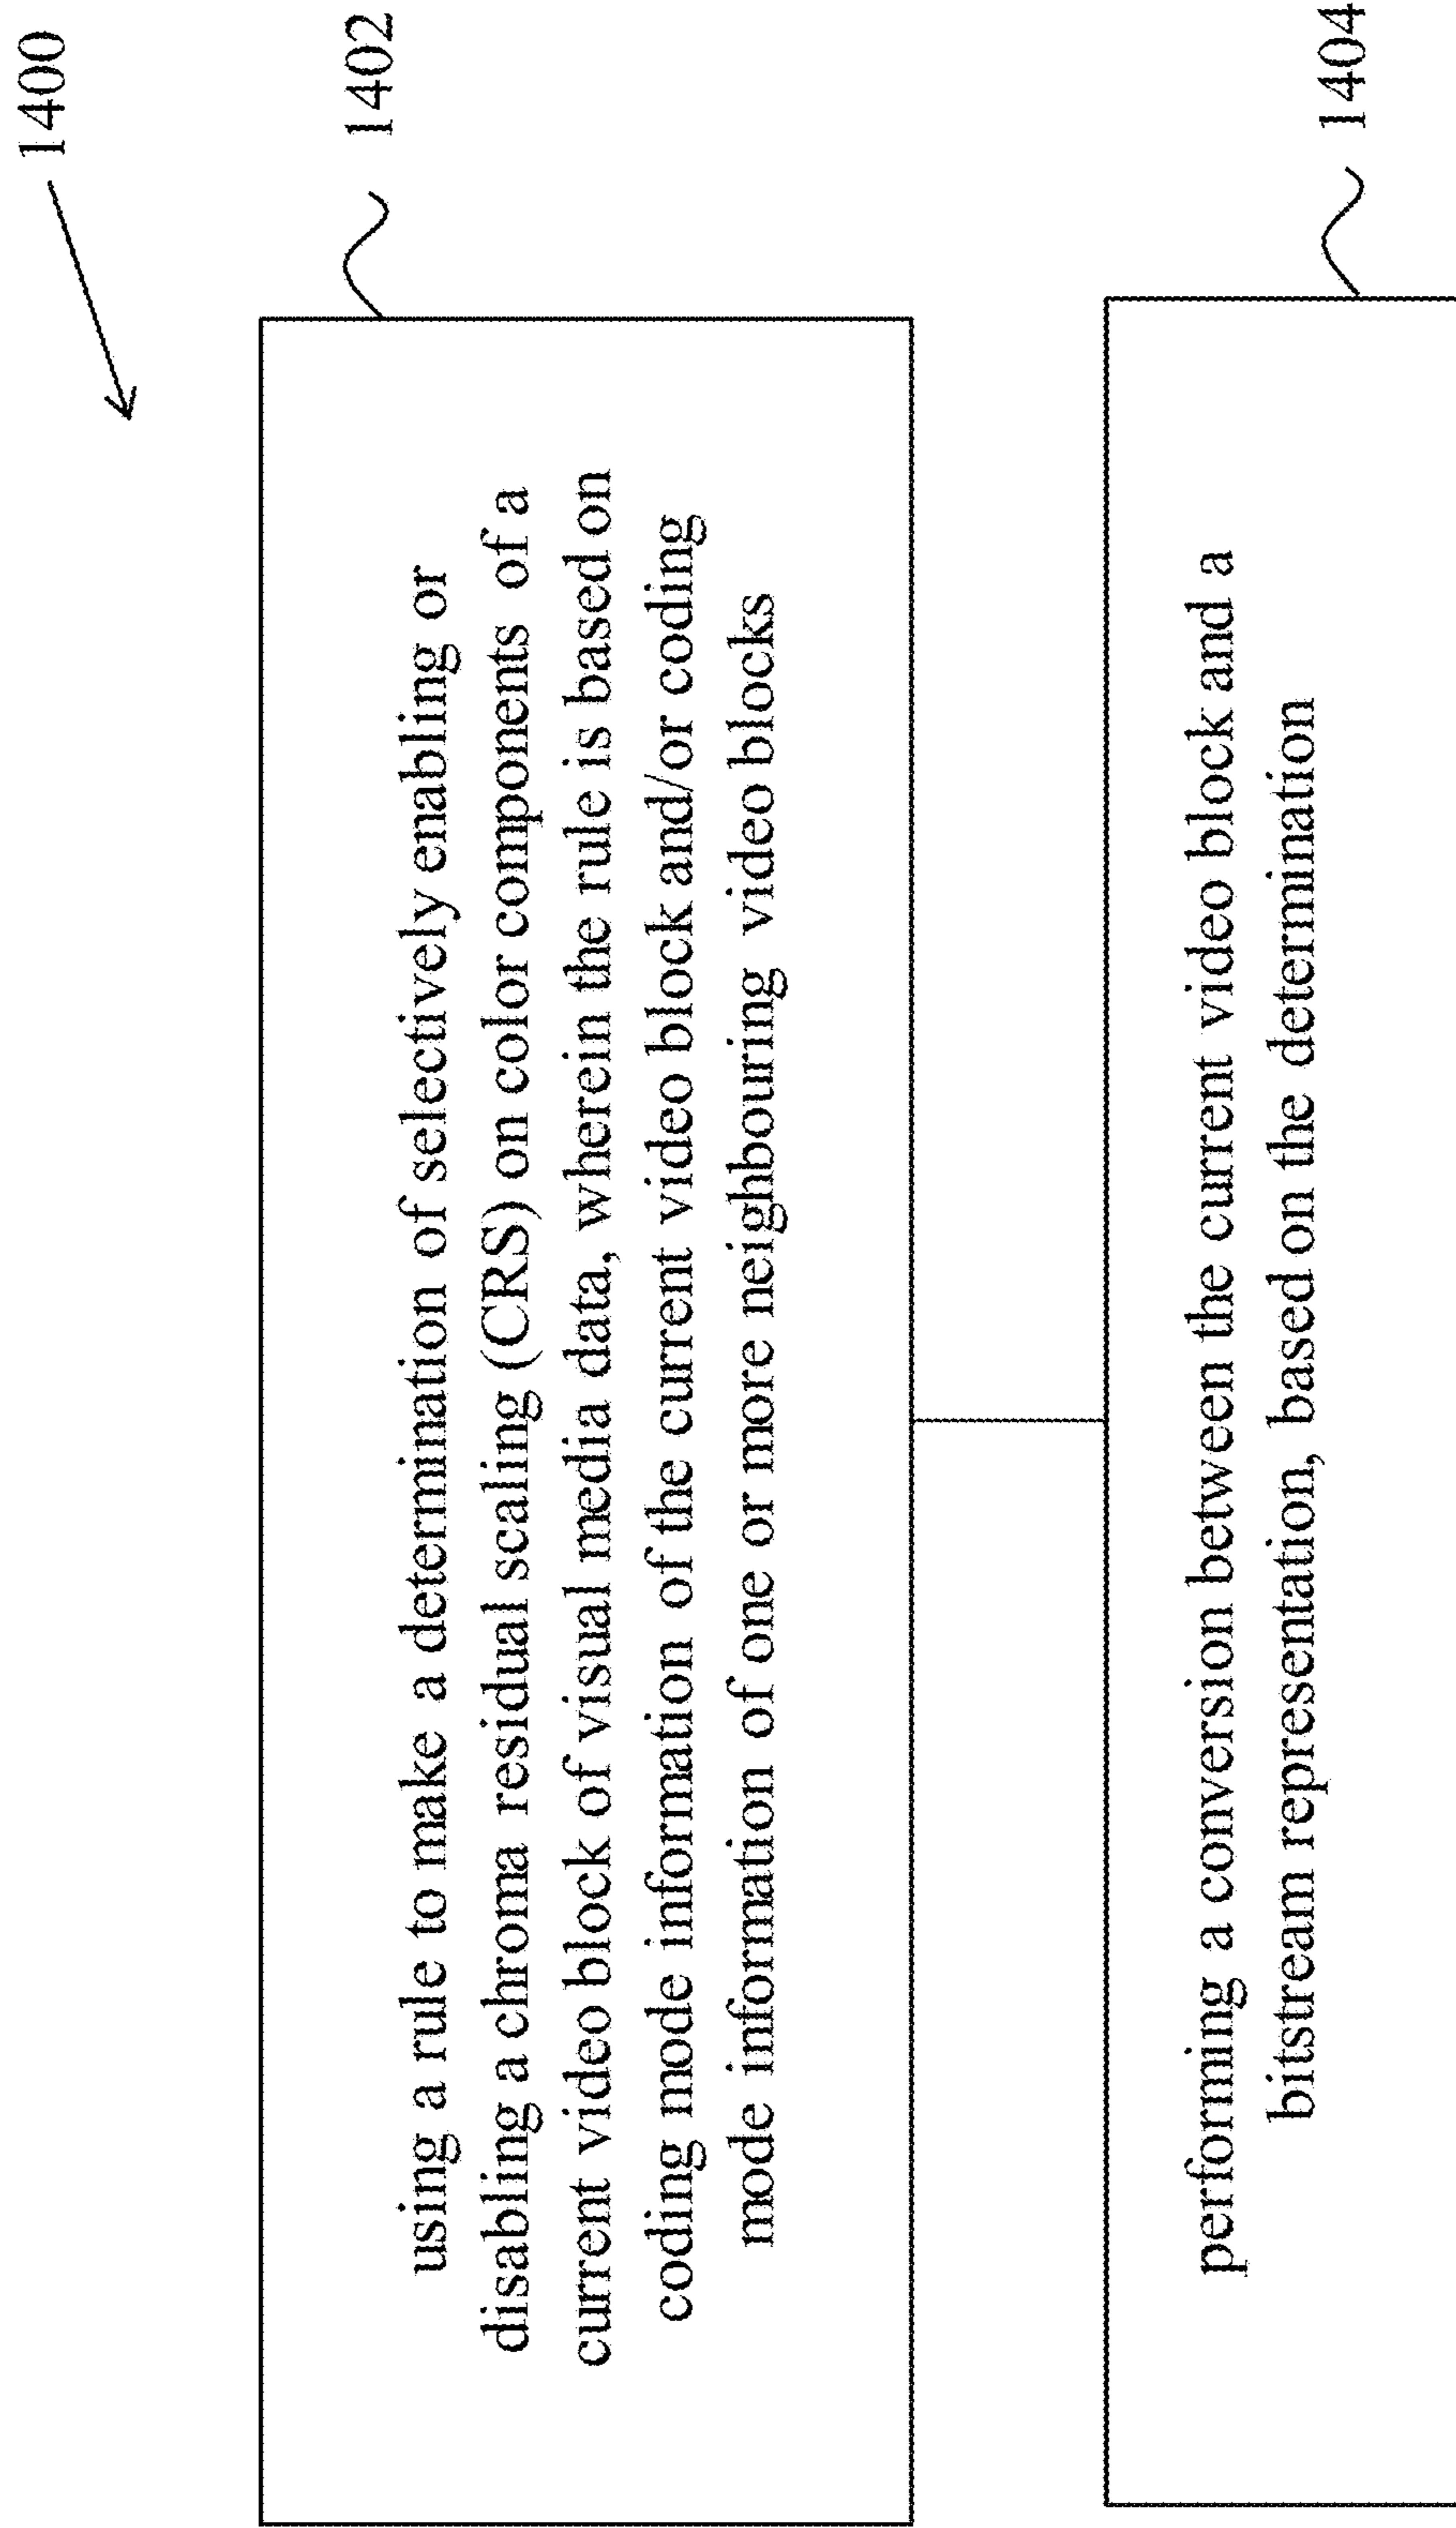 1400
1402
using a rule to make a determination of selectively enabling or
disabling a chroma residual scaling (CRS) on color components of a
current video block of visual media data, wherein the rule is based on
coding mode information of the current video block and/or coding
mode information of one or more neighbouring video blocks
1404
performing a conversion between the current video block and a
bitstream representation, based on the determination